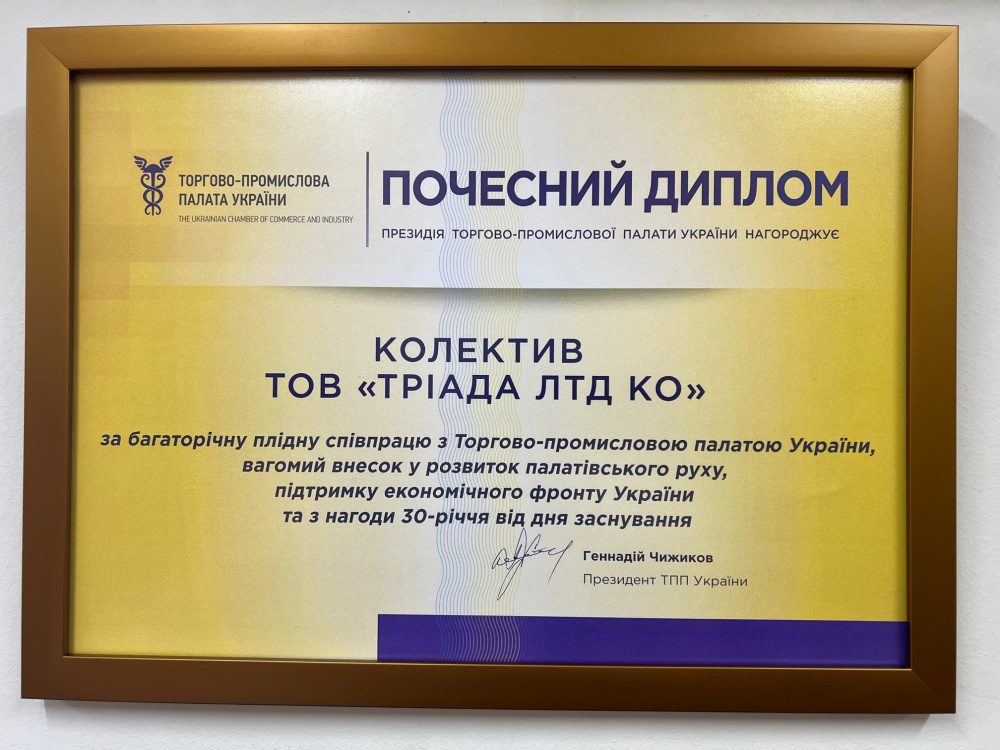 ТОРГОВО-ПРОМИСЛОВА
ПАЛАТА УКРАЇНИ
THE UKRAINIAN CHAMBER OF COMMERCE AND INDUSTRY
ПОЧЕСНИЙ ДИПЛОМ
ПРЕЗИДІЯ ТОРГОВО-ПРОМИСЛОВОЇ ПАЛАТИ УКРАЇНИ НАГОРОДЖУЄ
КОЛЕКТИВ
ТОВ «ТРІАДА ЛТД КО»
за багаторічну плідну співпрацю з Торгово-промисловою палатою України,
вагомий внесок у розвиток палатівського руху,
підтримку економічного фронту України
та з нагоди 30-річчя від дня заснування
Геннадій Чижиков
Президент ТПП України